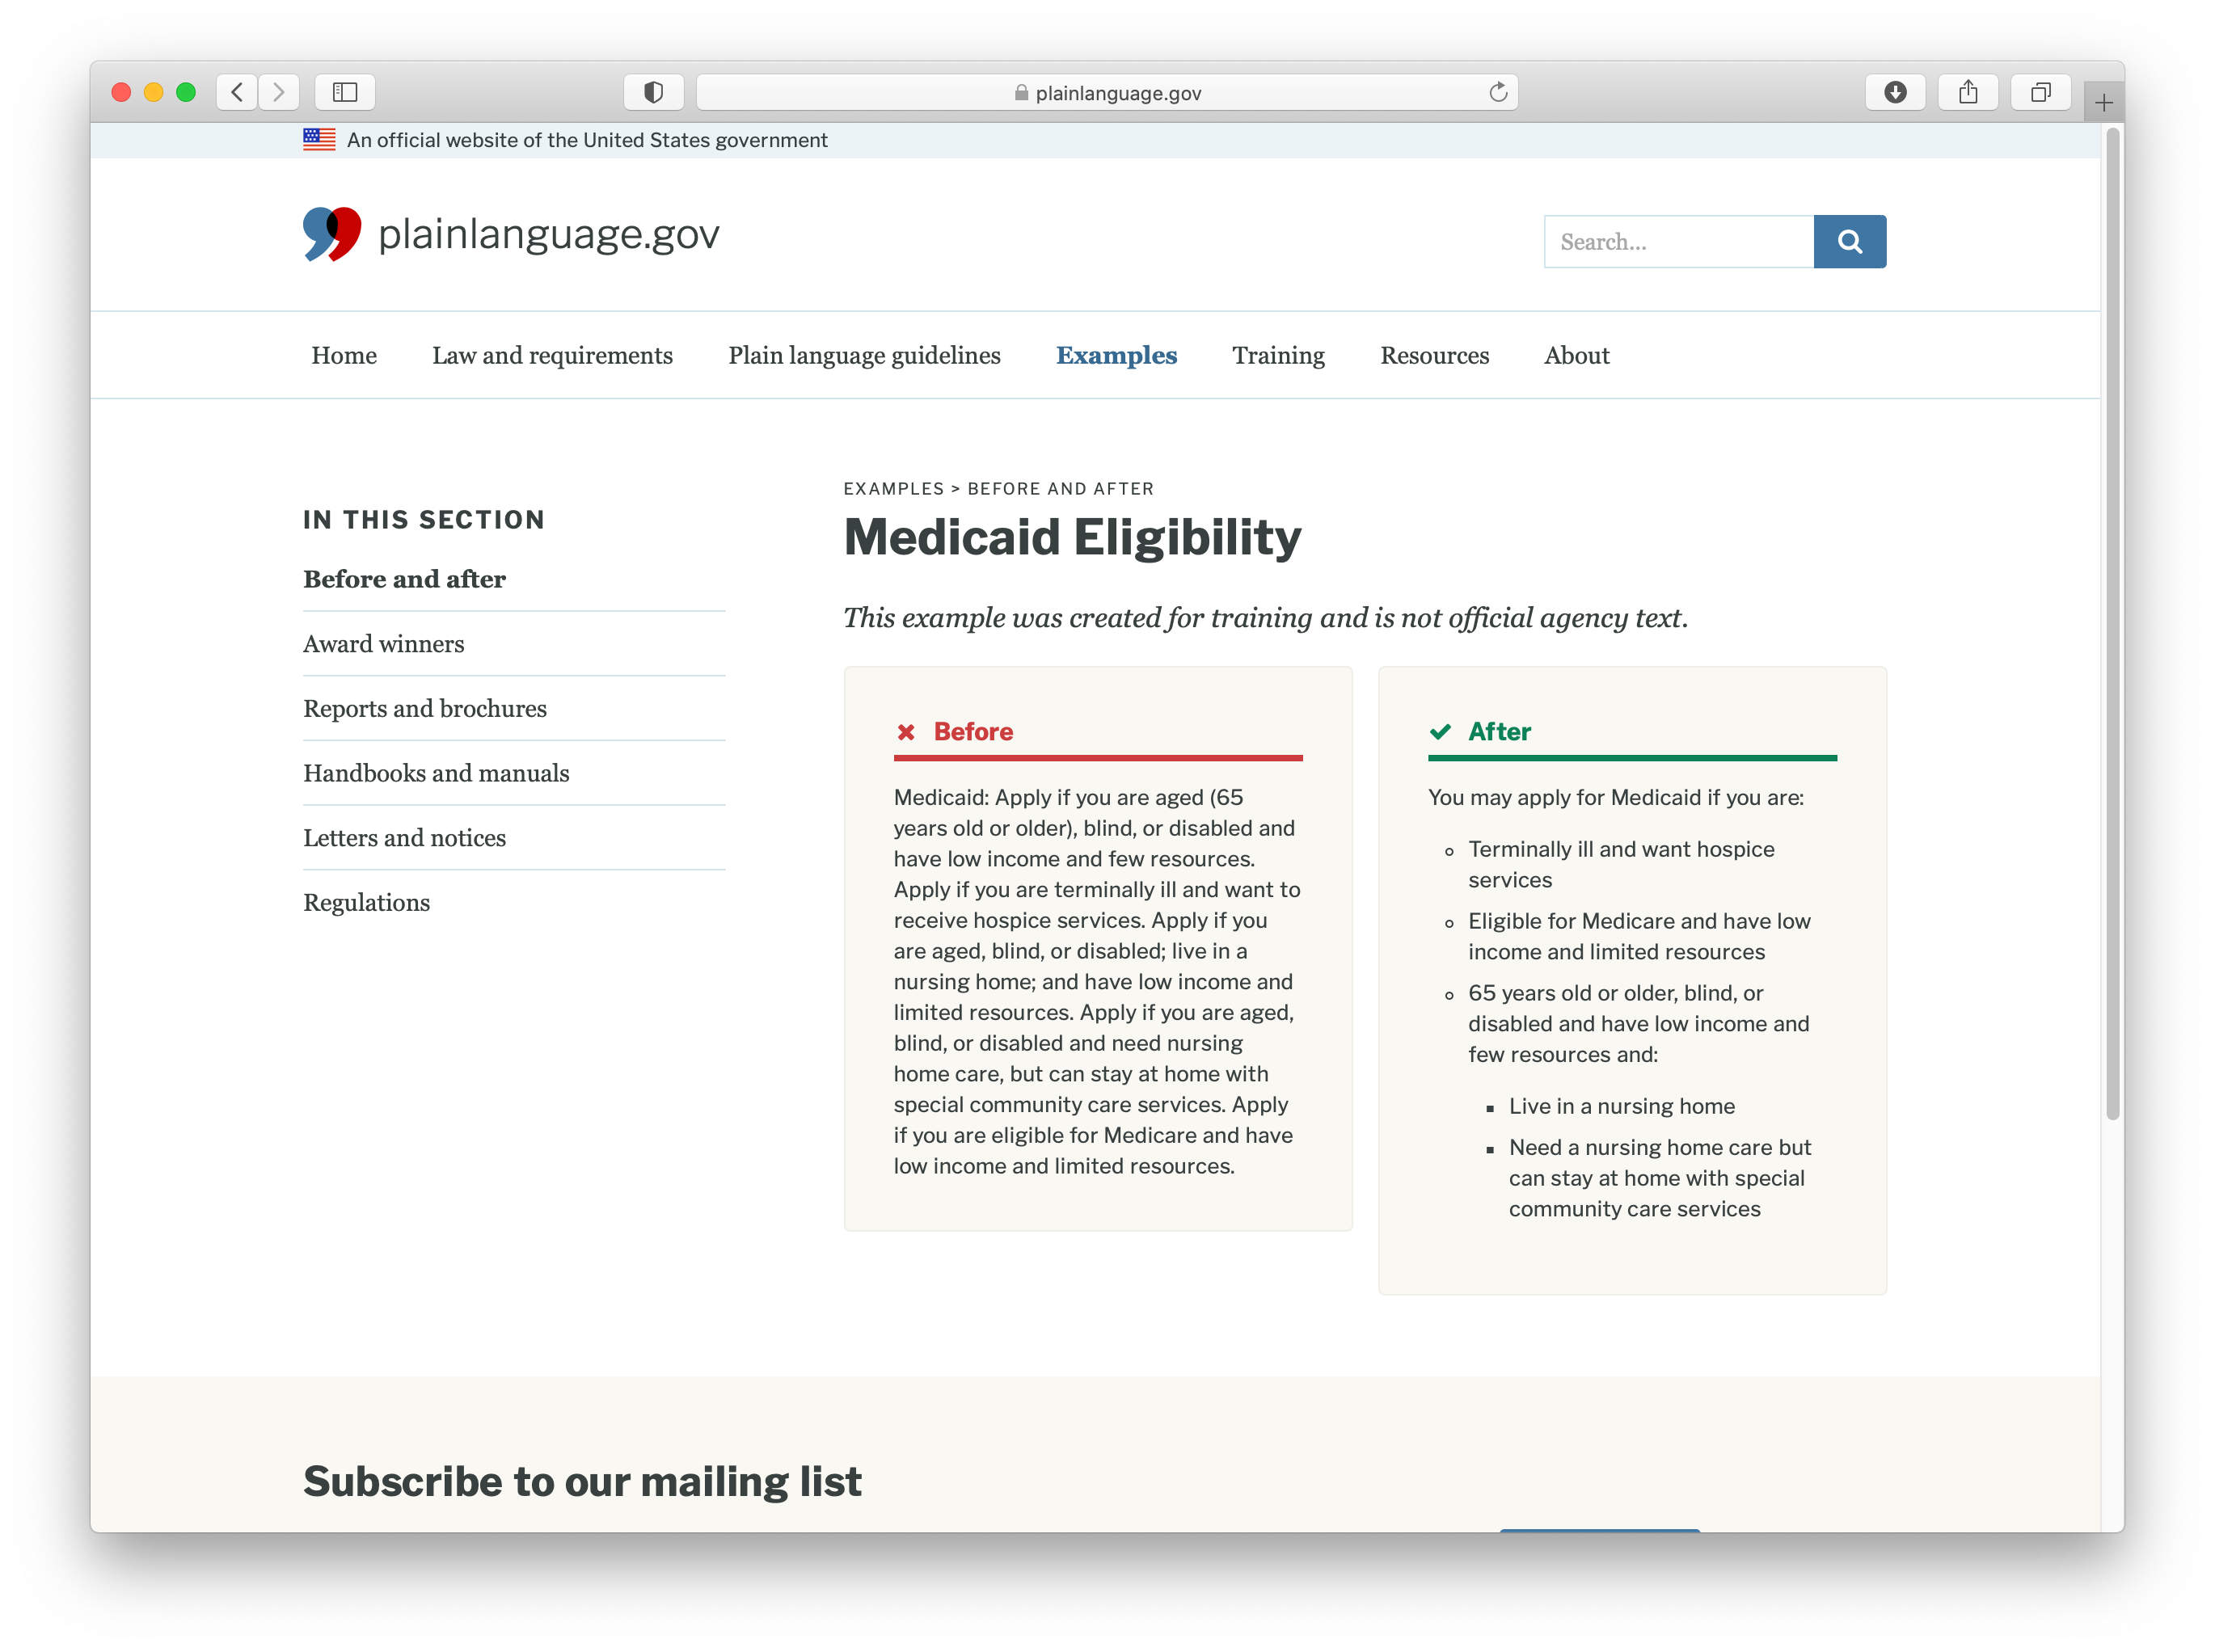 plainlanguage.gov
An official website of the United States government
plainlanguage.gov
Search...
Home Law and requirements Plain language guidelines Examples Training Resources About
IN THIS SECTION
Before and after
Award winners
Reports and brochures
Handbooks and manuals
Letters and notices
Regulations
EXAMPLES > BEFORE AND AFTER
Medicaid Eligibility
This example was created for training and is not official agency text.
Before
Medicaid: Apply if you are aged (65
years old or older), blind, or disabled and
have low income and few resources.
Apply if you are terminally ill and want to
receive hospice services. Apply if you
are aged, blind, or disabled; live in a
nursing home; and have low income and
limited resources. Apply if you are aged,
blind, or disabled and need nursing
home care, but can stay at home with
special community care services. Apply
if you are eligible for Medicare and have
low income and limited resources.
After
You may apply for Medicaid if you are:
Terminally ill and want hospice
services
Eligible for Medicare and have low
income and limited resources
65 years old or older, blind, or
disabled and have low income and
few resources and:
Live in a nursing home
Need a nursing home care but
can stay at home with special
community care services
Subscribe to our mailing list